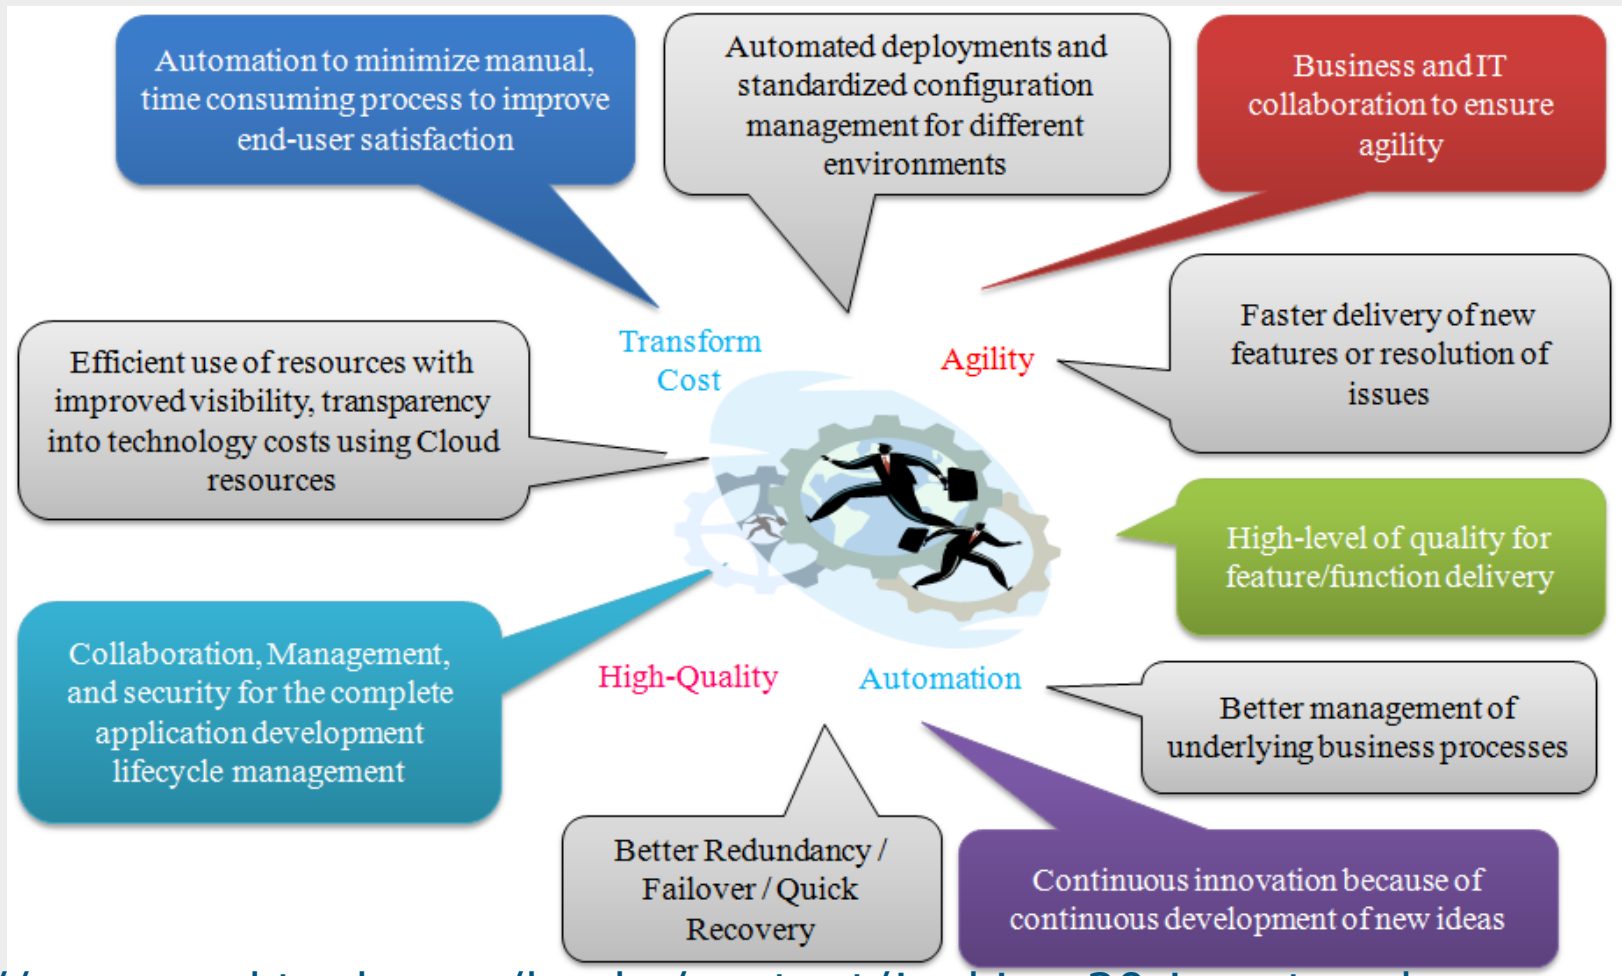 Automation to minimize manual,
time consuming process to improve
end-user satisfaction
Automated deployments and
standardized configuration
management for different
environments
Business and IT
collaboration to ensure
agility
Transform
Cost
Agility
Faster delivery of new
features or resolution of
issues
Efficient use of resources with
improved visibility, transparency
into technology costs using Cloud
resources
High-level of quality for
feature/function delivery
Collaboration, Management,
and security for the complete
application development
lifecycle management
High-Quality
Automation
Better management of
underlying business processes
Better Redundancy /
Failover / Quick
Recovery
Continuous innovation because of
continuous development of new ideas